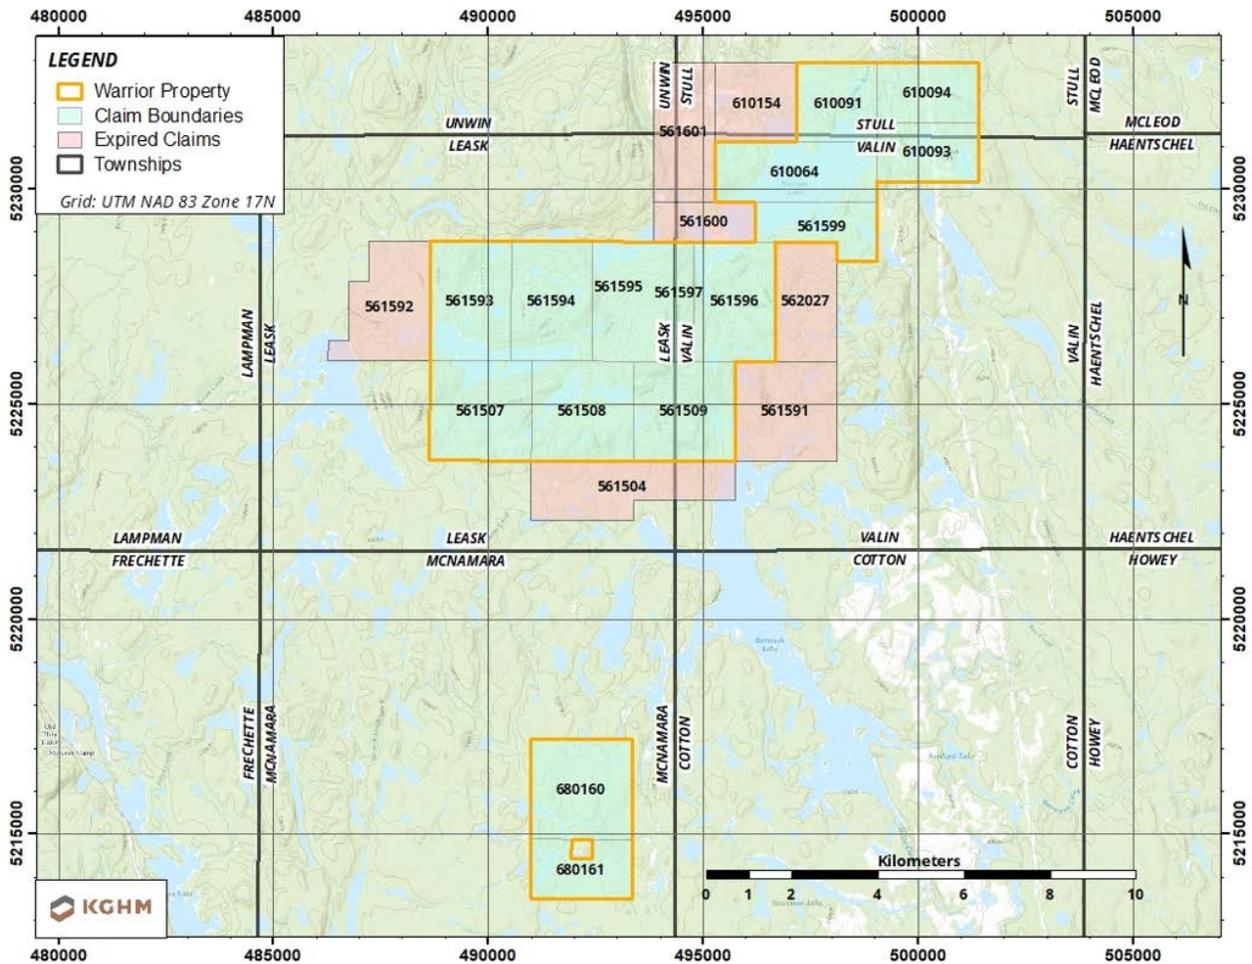 480000 485000 490000 495000 500000 505000
LEGEND
Warrior Property
Claim Boundaries
Expired Claims
Townships
Grid: UTM NAD 83 Zone 17N
UNWIN
STULL
STULL
MCLEOD
610154
610091
610094
561601
UNWIN
LEASK
STULL
VALIN
MCLEOD
HAENTSCHEL
610093
610064
5230000
5230000
561600
561599
561592
561593
561594
561595
561597
561596
562027
N
LAMPMAN
LEASK
LEASK
VALIN
VALIN
HAENTSCHEL
5225000
5225000
561507
561508
561509
561591
561504
LAMPMAN
FRECHETTE
LEASK
MCNAMARA
VALIN
COTTON
HAENTSCHEL
HOWEY
5220000
5220000
FRECHETTE
MCNAMARA
MCNAMARA
COTTON
COTTON
HOWEY
680160
5215000
5215000
680161
Kilometers
0 1 2 4 6 8 10
KGHM
480000 485000 490000 495000 500000 505000